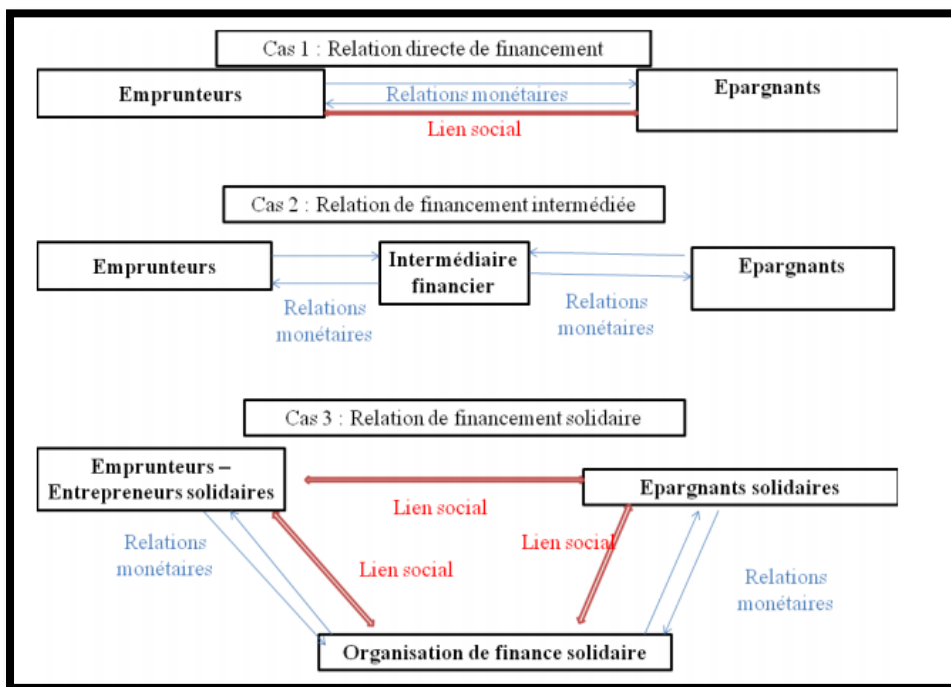 Cas 1 : Relation directe de financement
Emprunteurs
Relations monétaires
Epargnants
Lien social
Cas 2 : Relation de financement intermédiée
Emprunteurs
Intermédiaire
financier
Epargnants
Relations
monétaires
Relations
monétaires
Cas 3 : Relation de financement solidaire
Emprunteurs –
Entrepreneurs solidaires
Epargnants solidaires
Lien social
Relations
monétaires
Lien social
Lien social
Relations
monétaires
Organisation de finance solidaire